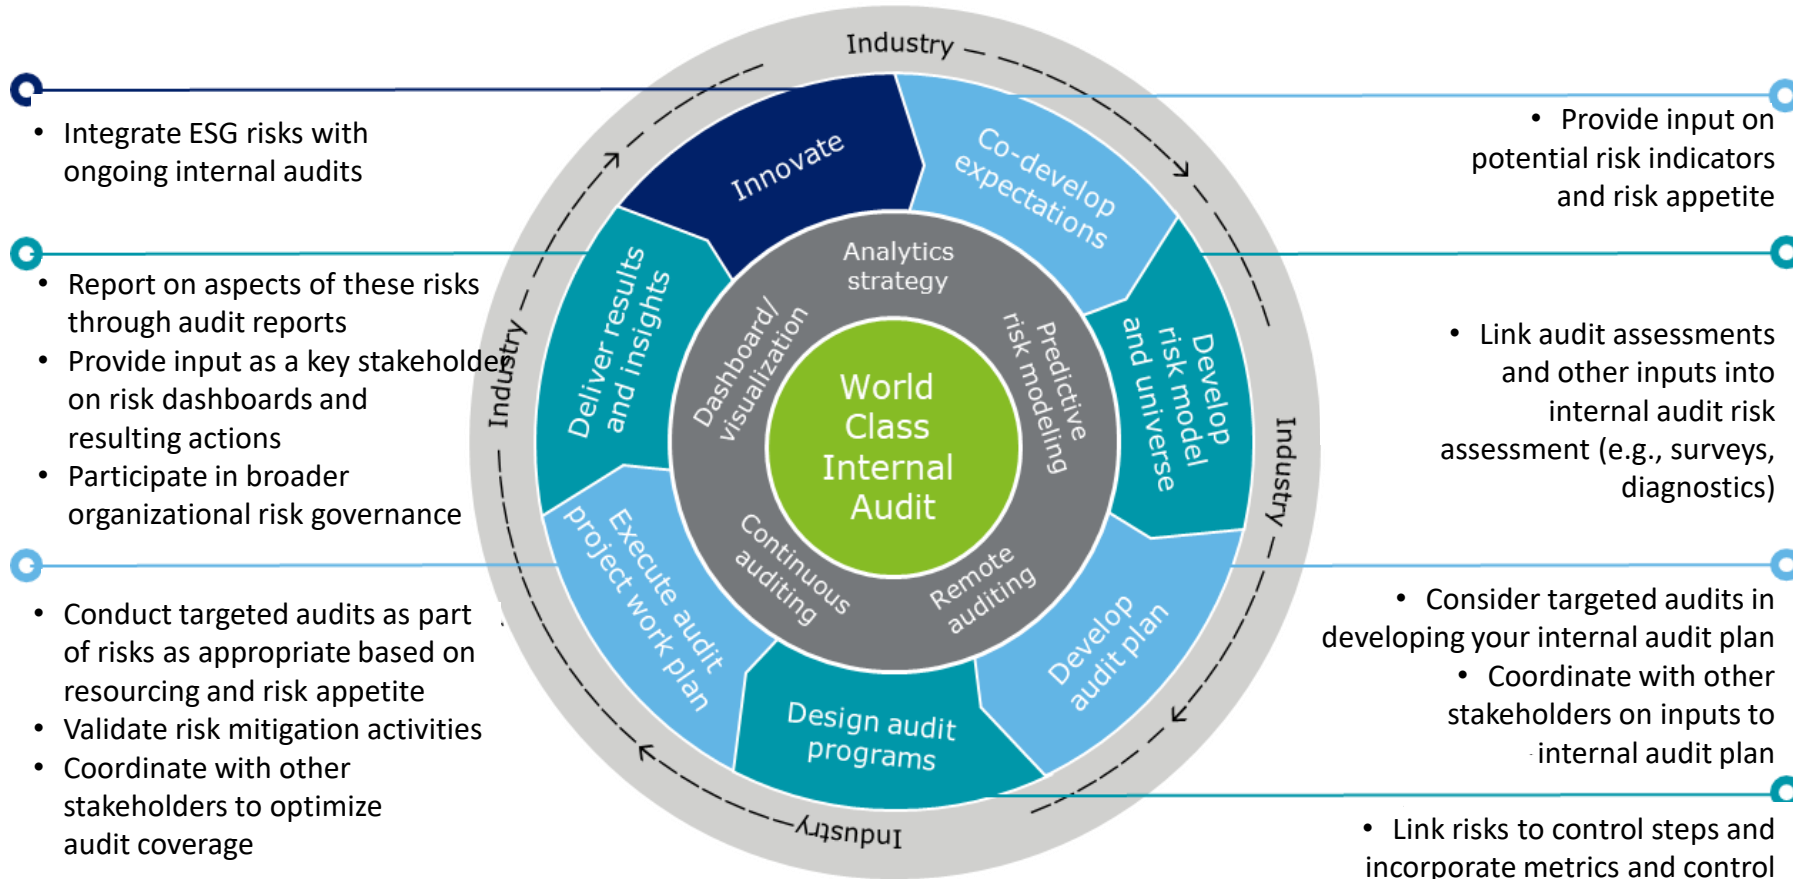 • Integrate ESG risks with
ongoing internal audits
• Report on aspects of these risks
through audit reports
• Provide input as a key stakeholder
on risk dashboards and
resulting actions
• Participate in broader
organizational risk governance
• Conduct targeted audits as part
of risks as appropriate based on
resourcing and risk appetite
• Validate risk mitigation activities
• Coordinate with other
stakeholders to optimize
audit coverage
Industry
Industry
Industry
Industry
Innovate
Co-develop
expectations
Develop
risk model
and universe
Develop
audit plan
Design audit
programs
Execute audit
project work plan
Deliver results
and insights
Analytics
strategy
Predictive
risk modeling
Remote
auditing
Continuous
auditing
Dashboard/
visualization
World
Class
Internal
Audit
• Provide input on
potential risk indicators
and risk appetite
• Link audit assessments
and other inputs into
internal audit risk
assessment (e.g., surveys,
diagnostics)
• Consider targeted audits in
developing your internal audit plan
• Coordinate with other
stakeholders on inputs to
internal audit plan
• Link risks to control steps and
incorporate metrics and control